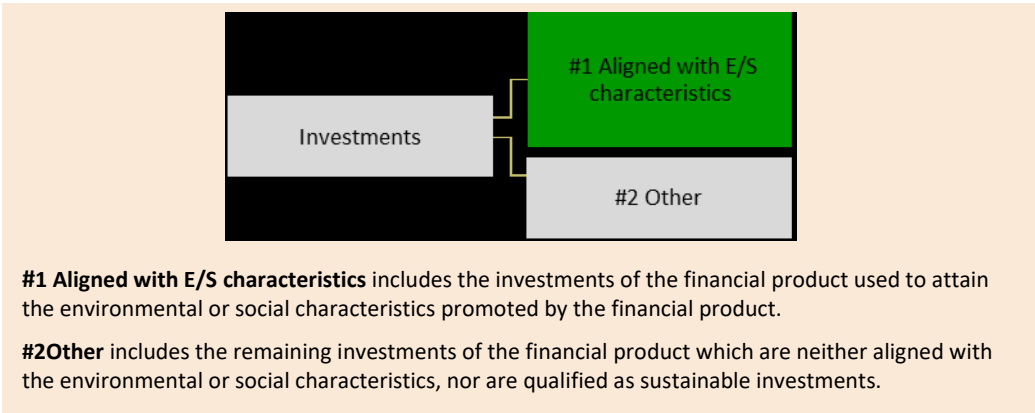 #1 Aligned with E/S
characteristics
Investments
#2 Other
#1 Aligned with E/S characteristics includes the investments of the financial product used to attain
the environmental or social characteristics promoted by the financial product.
#2Other includes the remaining investments of the financial product which are neither aligned with
the environmental or social characteristics, nor are qualified as sustainable investments.